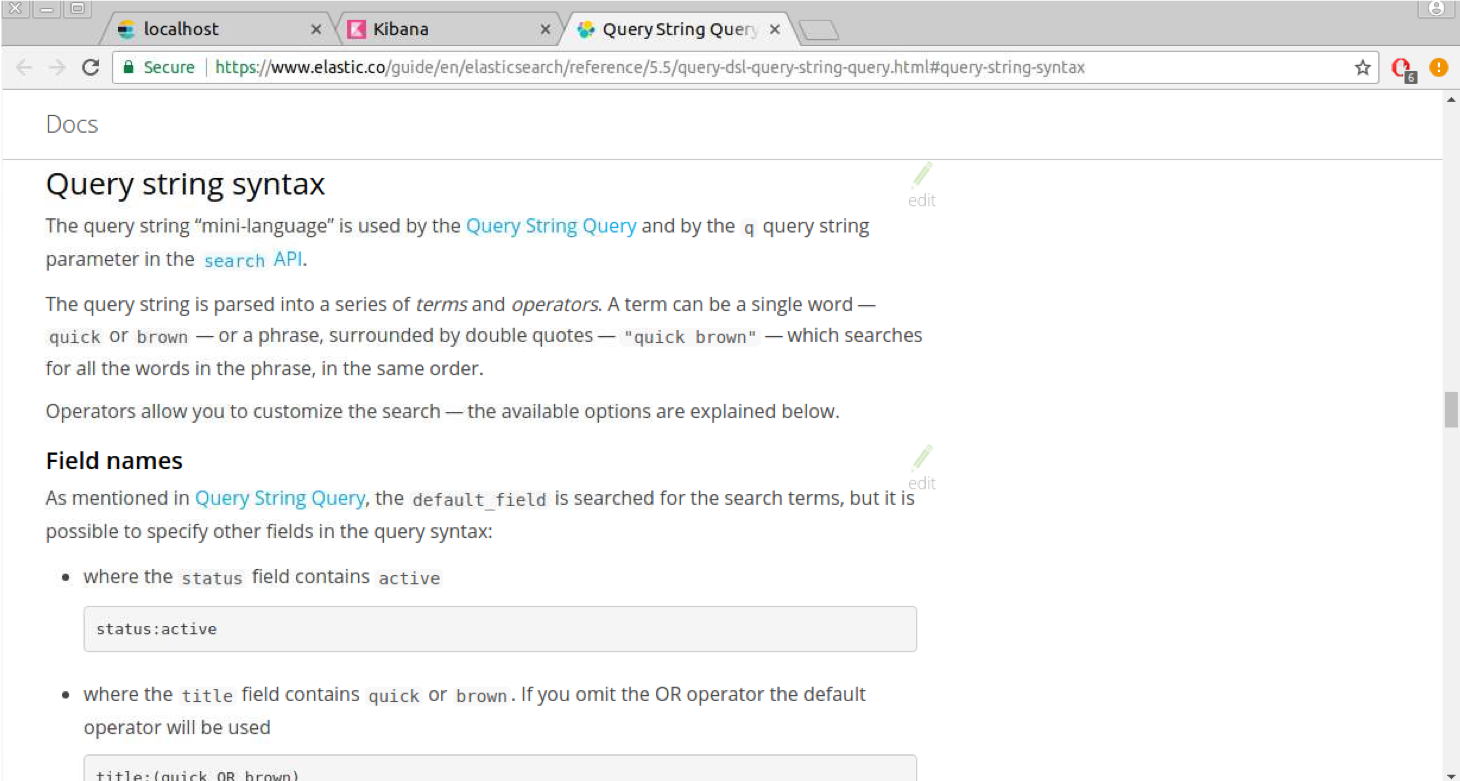 localhost
Kibana
Query String Query
Secure
https://www.elastic.co/guide/en/elasticsearch/reference/5.5/query-dsl-query-string-query.html#query-string-syntax
6
Docs
Query string syntax
edit
The query string “mini-language” is used by the Query String Query and by the q query string
parameter in the search API.
The query string is parsed into a series of terms and operators. A term can be a single word —
quick or brown — or a phrase, surrounded by double quotes — "quick brown" — which searches
for all the words in the phrase, in the same order.
Operators allow you to customize the search — the available options are explained below.
Field names
edit
As mentioned in Query String Query, the default_field is searched for the search terms, but it is
possible to specify other fields in the query syntax:
• where the status field contains active
status:active
• where the title field contains quick or brown. If you omit the OR operator the default
operator will be used
title:(quick OR brown)